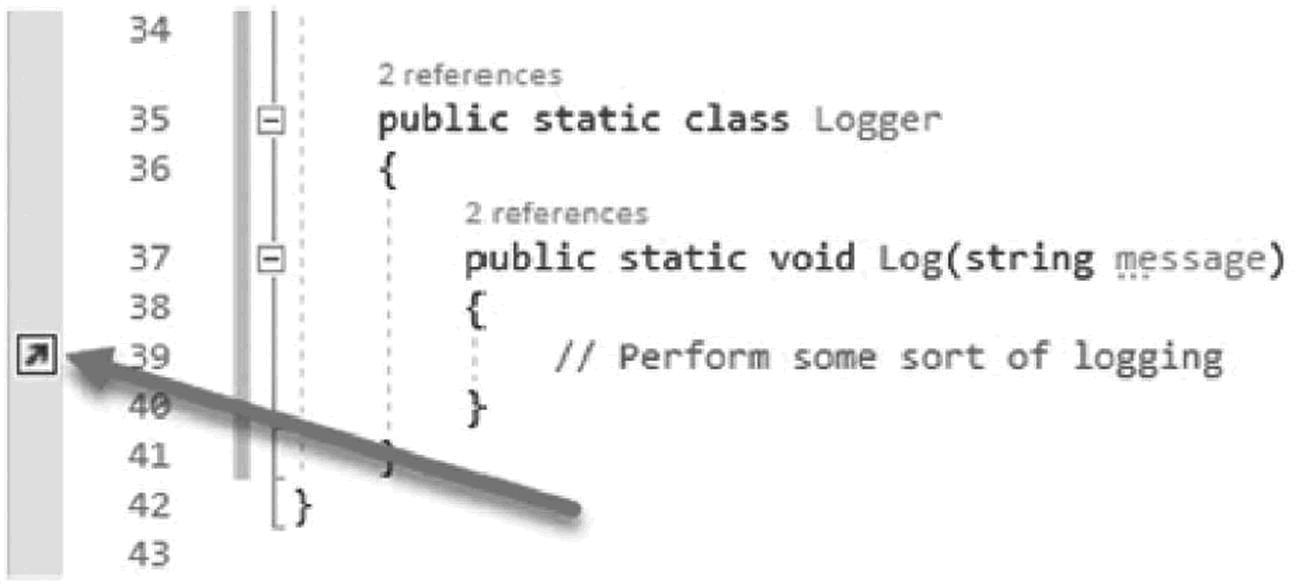 34
2 references
35 public static class Logger
36 {
2 references
37 public static void Log(string message)
38 {
39 // Perform some sort of logging
40 }
41 }
42 }
43